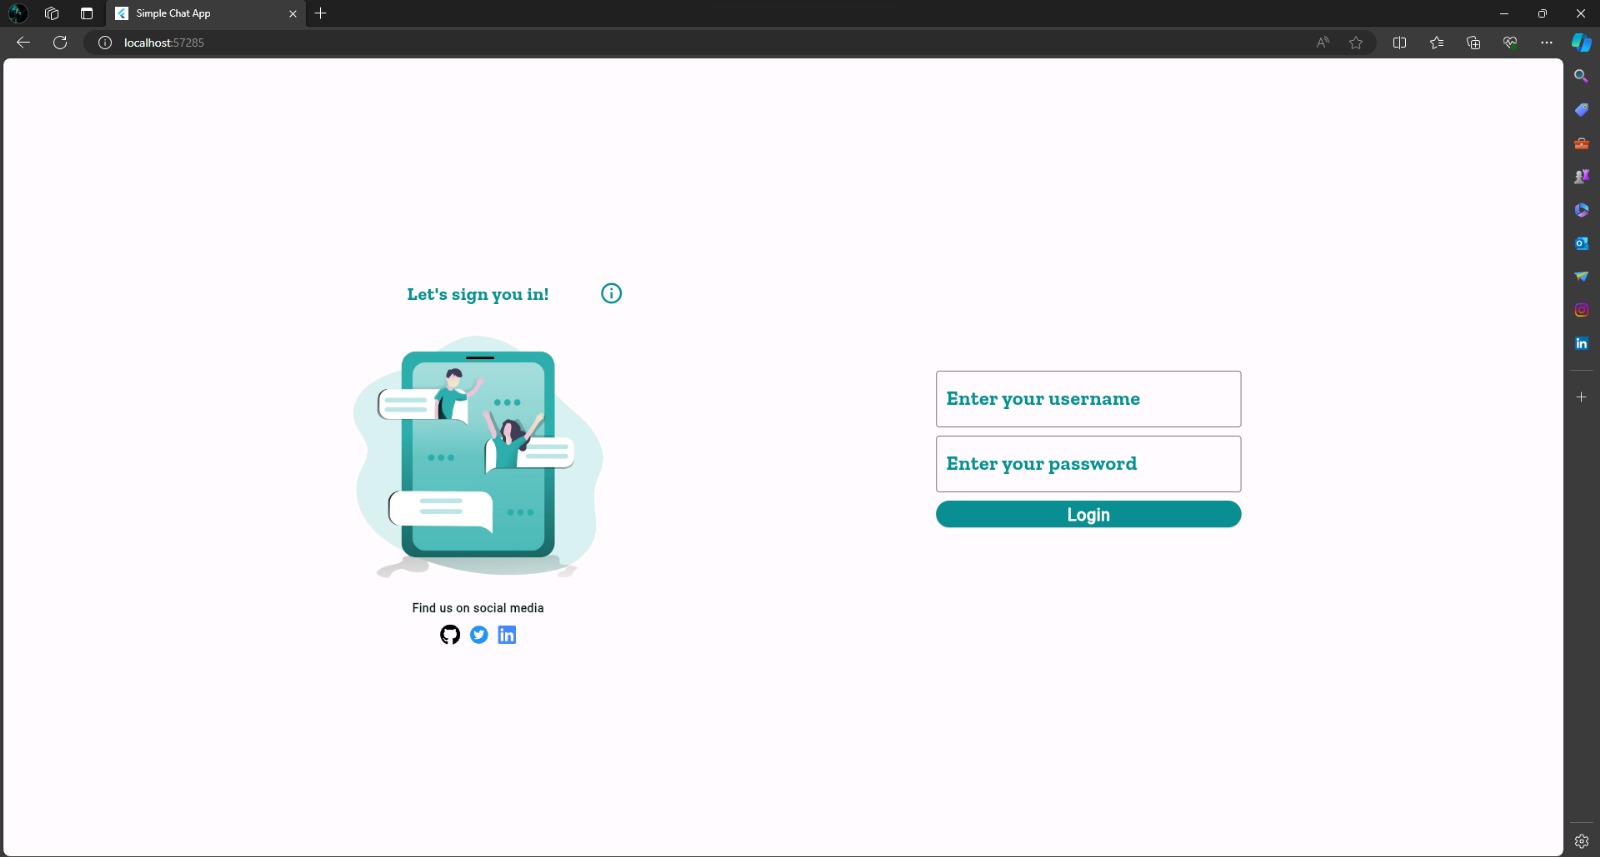 Simple Chat App
localhost:57285
Let's sign you in!
Find us on social media
Enter your username
Enter your password
Login